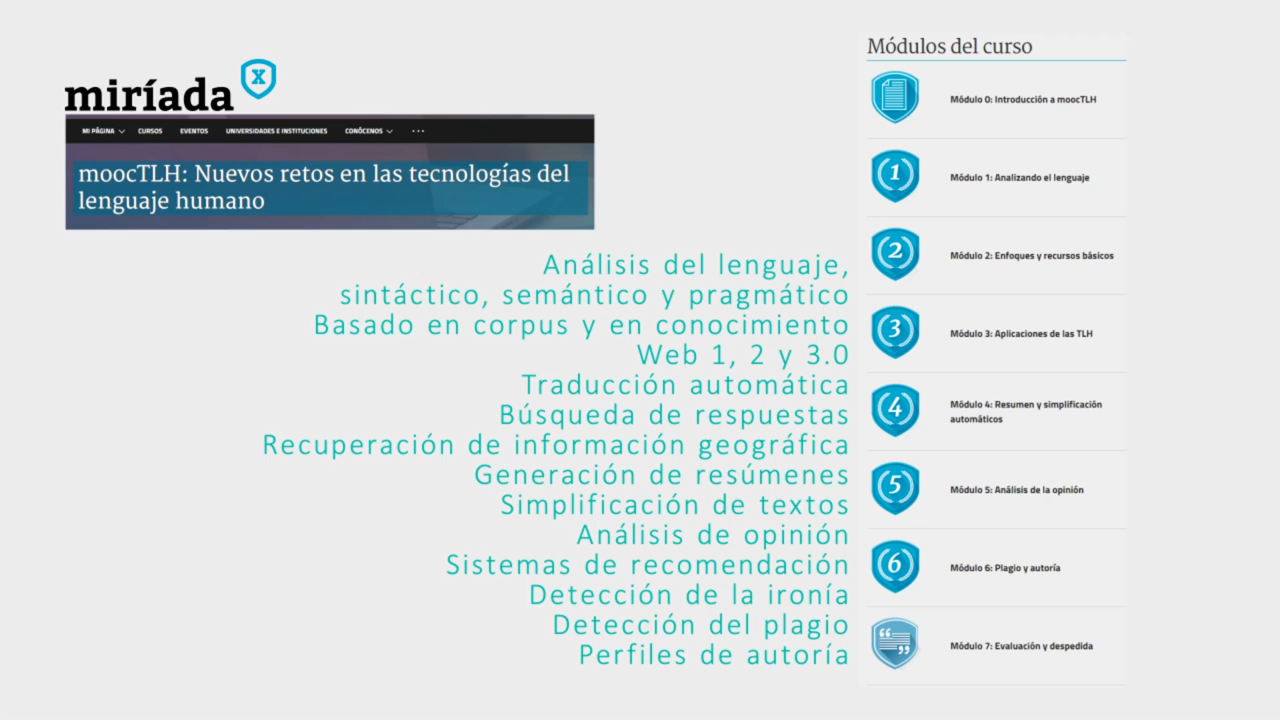 miríada X
MI PÁGINA CURSOS EVENTOS UNIVERSIDADES E INSTITUCIONES CONÓCENOS ...
moocTLH: Nuevos retos en las tecnologías del
lenguaje humano
Análisis del lenguaje,
sintáctico, semántico y pragmático
Basado en corpus y en conocimiento
Web 1, 2 y 3.0
Traducción automática
Búsqueda de respuestas
Recuperación de información geográfica
Generación de resúmenes
Simplificación de textos
Análisis de opinión
Sistemas de recomendación
Detección de la ironía
Detección del plagio
Perfiles de autoría
Módulos del curso
Módulo 0: Introducción a moocTLH
1
Módulo 1: Analizando el lenguaje
2
Módulo 2: Enfoques y recursos básicos
3
Módulo 3: Aplicaciones de las TLH
4
Módulo 4: Resumen y simplificación
automáticos
5
Módulo 5: Análisis de la opinión
6
Módulo 6: Plagio y autoría
Módulo 7: Evaluación y despedida